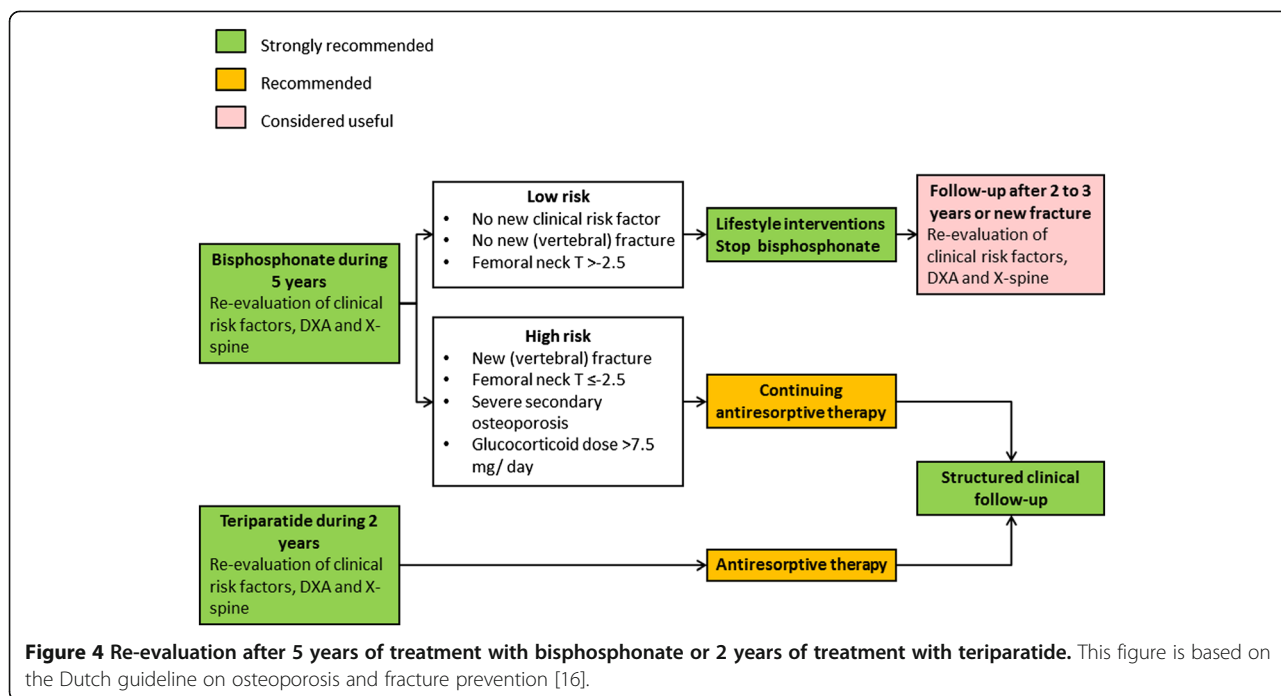 Strongly recommended
Recommended
Considered useful
Bisphosphonate during
5 years
Re-evaluation of clinical
risk factors, DXA and X-
spine
Low risk
• No new clinical risk factor
• No new (vertebral) fracture
• Femoral neck T >-2.5
Lifestyle interventions
Stop bisphosphonate
Follow-up after 2 to 3
years or new fracture
Re-evaluation of
clinical risk factors,
DXA and X-spine
High risk
• New (vertebral) fracture
• Femoral neck T ≤-2.5
• Severe secondary
osteoporosis
• Glucocorticoid dose >7.5
mg/ day
Continuing
antiresorptive therapy
Structured clinical
follow-up
Teriparatide during 2
years
Re-evaluation of clinical
risk factors, DXA and X-
spine
Antiresorptive therapy
Figure 4 Re-evaluation after 5 years of treatment with bisphosphonate or 2 years of treatment with teriparatide. This figure is based on
the Dutch guideline on osteoporosis and fracture prevention [16].